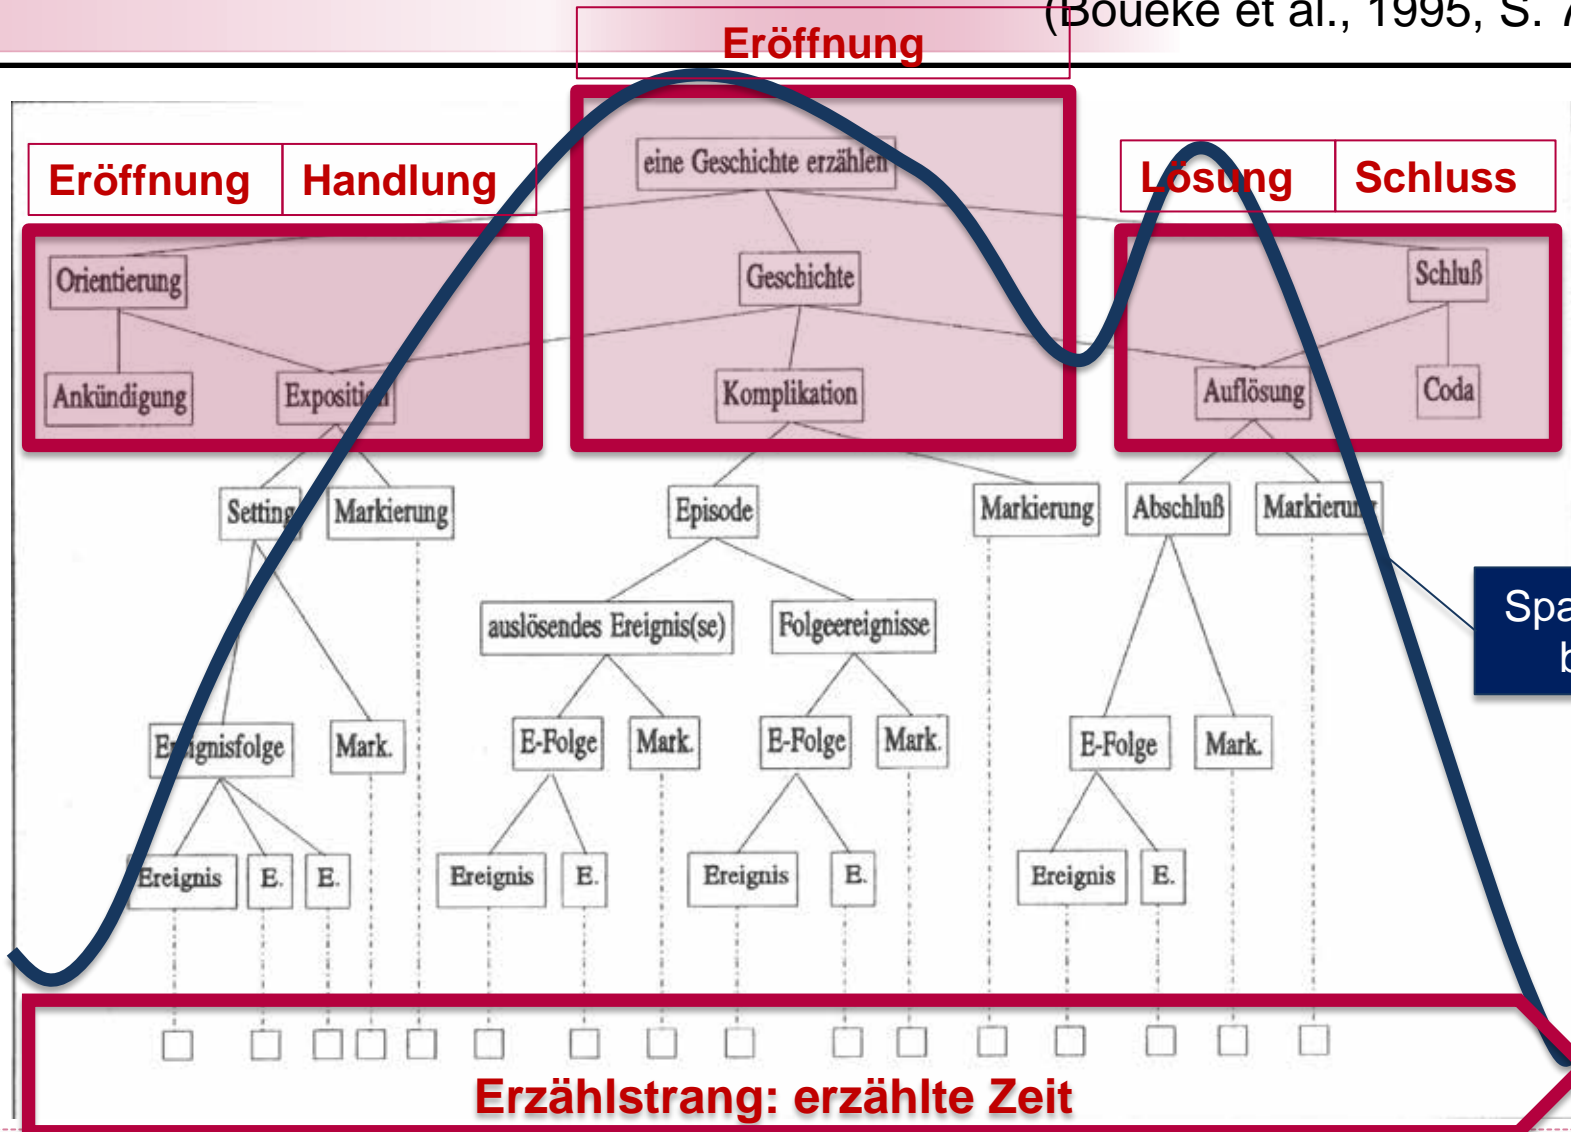 (Boueke et al., 1995, S.
Eröffnung
Eröffnung Handlung
Lösung Schluss
eine Geschichte erzählen
Orientierung Geschichte Schluß
Ankündigung Exposition Komplikation Auflösung Coda
Setting Markierung Episode Markierung Abschluß Markierung
auslösendes Ereignis(se) Folgeereignisse
Ereignisfolge Mark. E-Folge Mark. E-Folge Mark. E-Folge Mark.
Ereignis E. E. Ereignis E. Ereignis E. Ereignis E.
Erzählstrang: erzählte Zeit